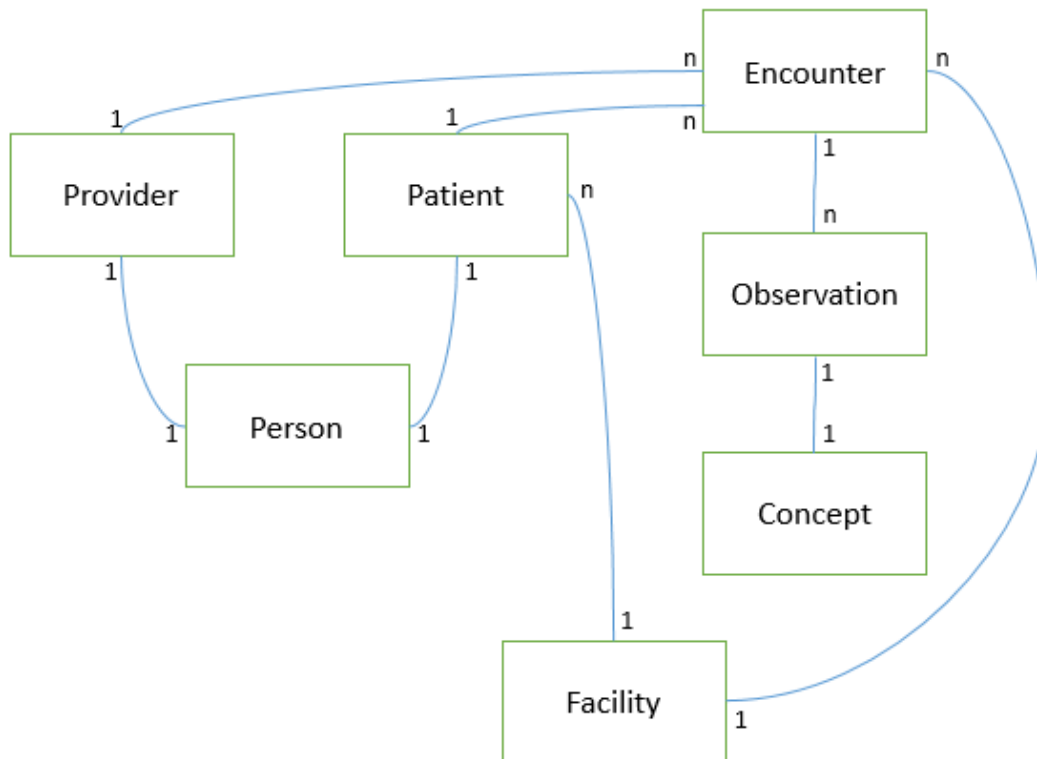 Encounter
n
n
n
1
1
1
n
Provider
Patient
n
1
1
Observation
1
1
Person
1
1
Concept
1
Facility
1